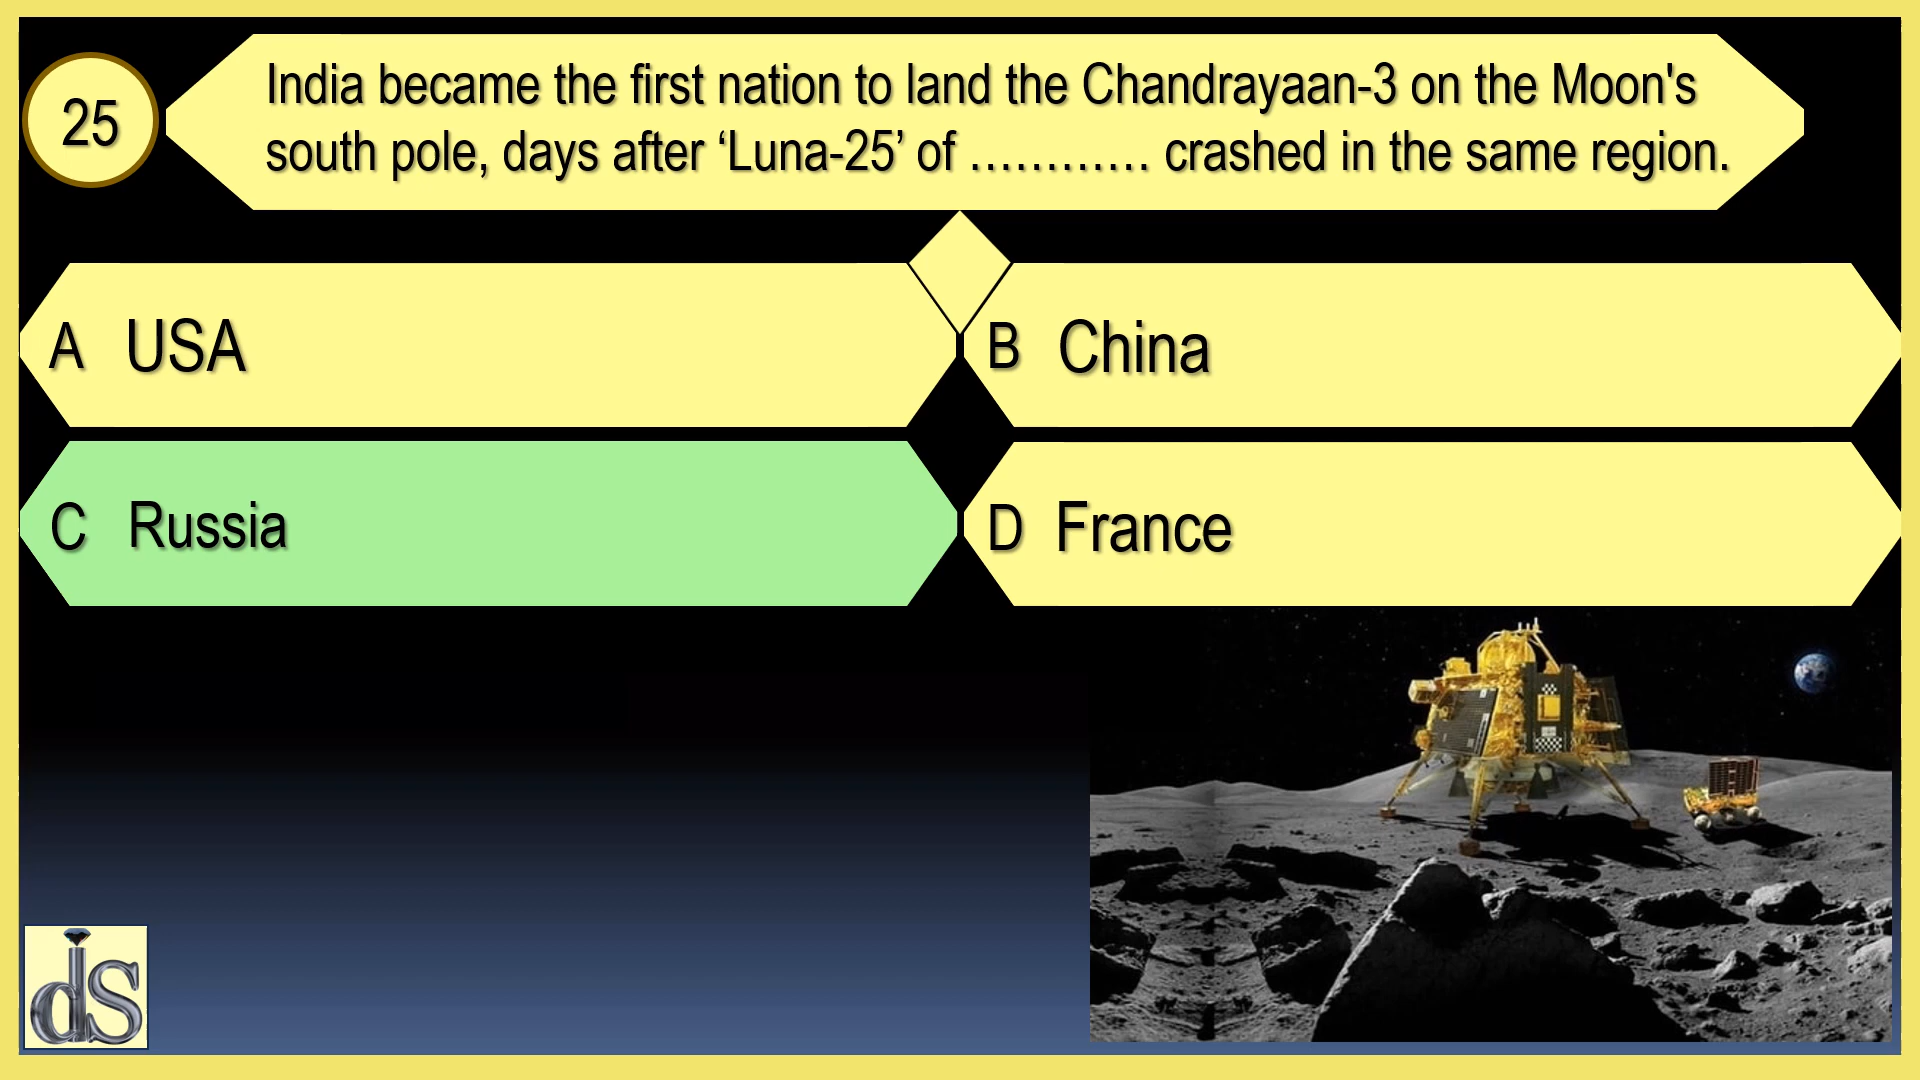 25
India became the first nation to land the Chandrayaan-3 on the Moon's
south pole, days after ‘Luna-25’ of ………… crashed in the same region.
A USA
B China
C Russia
D France
ds